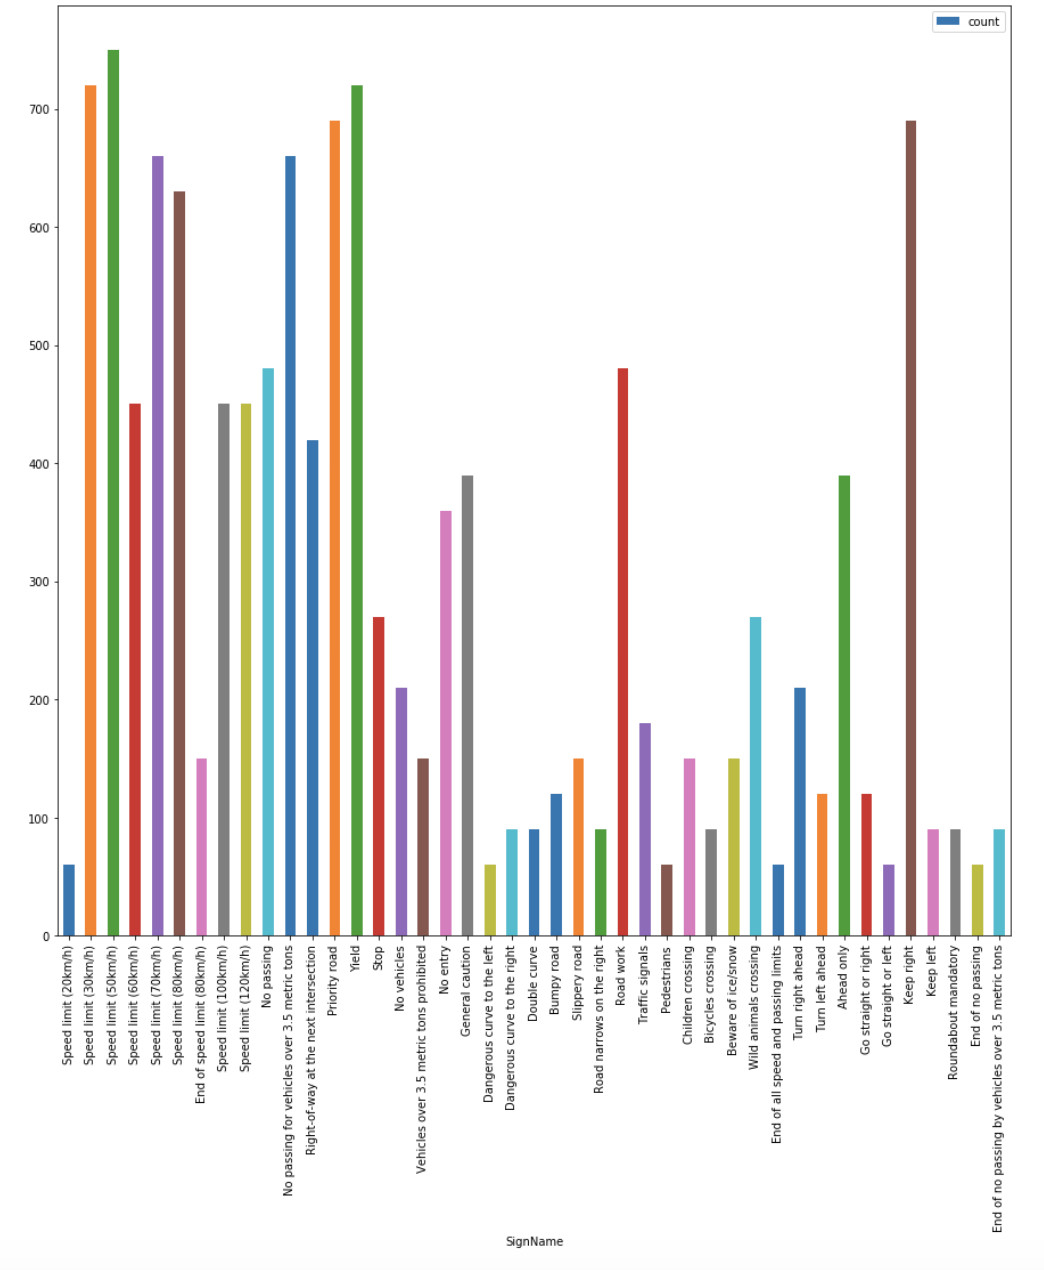 count
700
600
500
400
300
200
100
0
Speed limit (20km/h)
Speed limit (30km/h)
Speed limit (50km/h)
Speed limit (60km/h)
Speed limit (70km/h)
Speed limit (80km/h)
End of speed limit (80km/h)
Speed limit (100km/h)
Speed limit (120km/h)
No passing
No passing for vehicles over 3.5 metric tons
Right-of-way at the next intersection
Priority road
Yield
Stop
No vehicles
Vehicles over 3.5 metric tons prohibited
No entry
General caution
Dangerous curve to the left
Dangerous curve to the right
Double curve
Bumpy road
Slippery road
Road narrows on the right
Road work
Traffic signals
Pedestrians
Children crossing
Bicycles crossing
Beware of ice/snow
Wild animals crossing
End of all speed and passing limits
Turn right ahead
Turn left ahead
Ahead only
Go straight or right
Go straight or left
Keep right
Keep left
Roundabout mandatory
End of no passing
End of no passing by vehicles over 3.5 metric tons
SignName